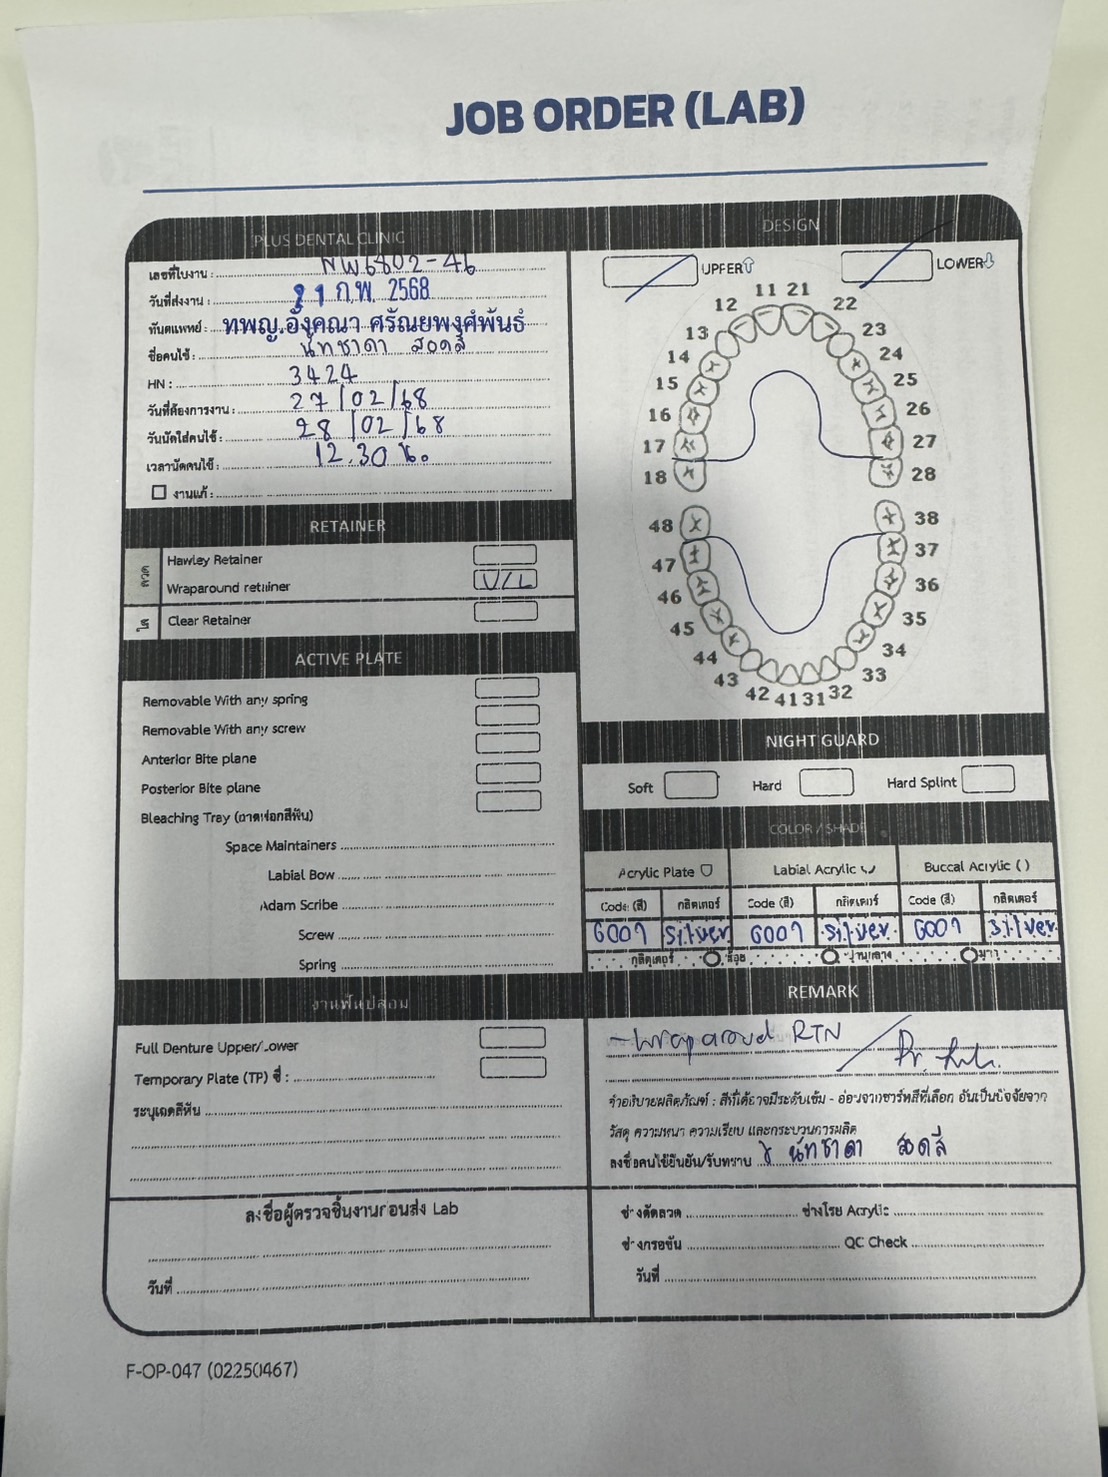 JOB ORDER (LAB)
PLUS DENTAL CLINIC
เลขที่ใบงาน : NW6802-46
วันที่ส่งงาน : 21 ก.พ. 2568
ทันตแพทย์ : ทพญ.อังคณา ศรัณยพงศ์พันธ์
ชื่อคนไข้ : นัทชาดา สอดสี
HN : 3424
วันที่ต้องการงาน : 27/02/68
วันนัดใส่คนไข้ : 28/02/68
เวลานัดคนไข้ : 12.30 น.
งานแก้ :
RETAINER
ลวด
Hawley Retainer
Wraparound retainer U/L
ใส
Clear Retainer
ACTIVE PLATE
Removable With any spring
Removable With any screw
Anterior Bite plane
Posterior Bite plane
Bleaching Tray (ถาดฟอกสีฟัน)
Space Maintainers
Labial Bow
Adam Scribe
Screw
Spring
งานฟันปลอม
Full Denture Upper/Lower
Temporary Plate (TP) ซี่ :
ระบุเฉดสีฟัน
ลงชื่อผู้ตรวจชิ้นงานก่อนส่ง Lab
วันที่
DESIGN
UPPER LOWER
11 21
12 22
13 23
14 24
15 25
16 26
17 27
18 28
48 38
47 37
46 36
45 35
44 34
43 33
42 41 31 32
NIGHT GUARD
Soft Hard Hard Splint
COLOR / SHADE
Acrylic Plate Labial Acrylic Buccal Acrylic ( )
Code (สี) กลิตเตอร์ Code (สี) กลิตเตอร์ Code (สี) กลิตเตอร์
G007 Silver G007 Silver G007 Silver
กลิตเตอร์ น้อย ปานกลาง มาก
REMARK
- Wraparound RTN
คำอธิบายผลิตภัณฑ์ : สีที่ได้อาจมีระดับเข้ม - อ่อนจากชาร์ทสีที่เลือก อันเป็นปัจจัยจาก
วัสดุ ความหนา ความเรียบ และกระบวนการผลิต
ลงชื่อคนไข้ยืนยัน/รับทราบ นัทชาดา สอดสี
ช่างดัดลวด ช่างโรย Acrylic
ช่างกรอขัน QC Check
วันที่
F-OP-047 (02250467)